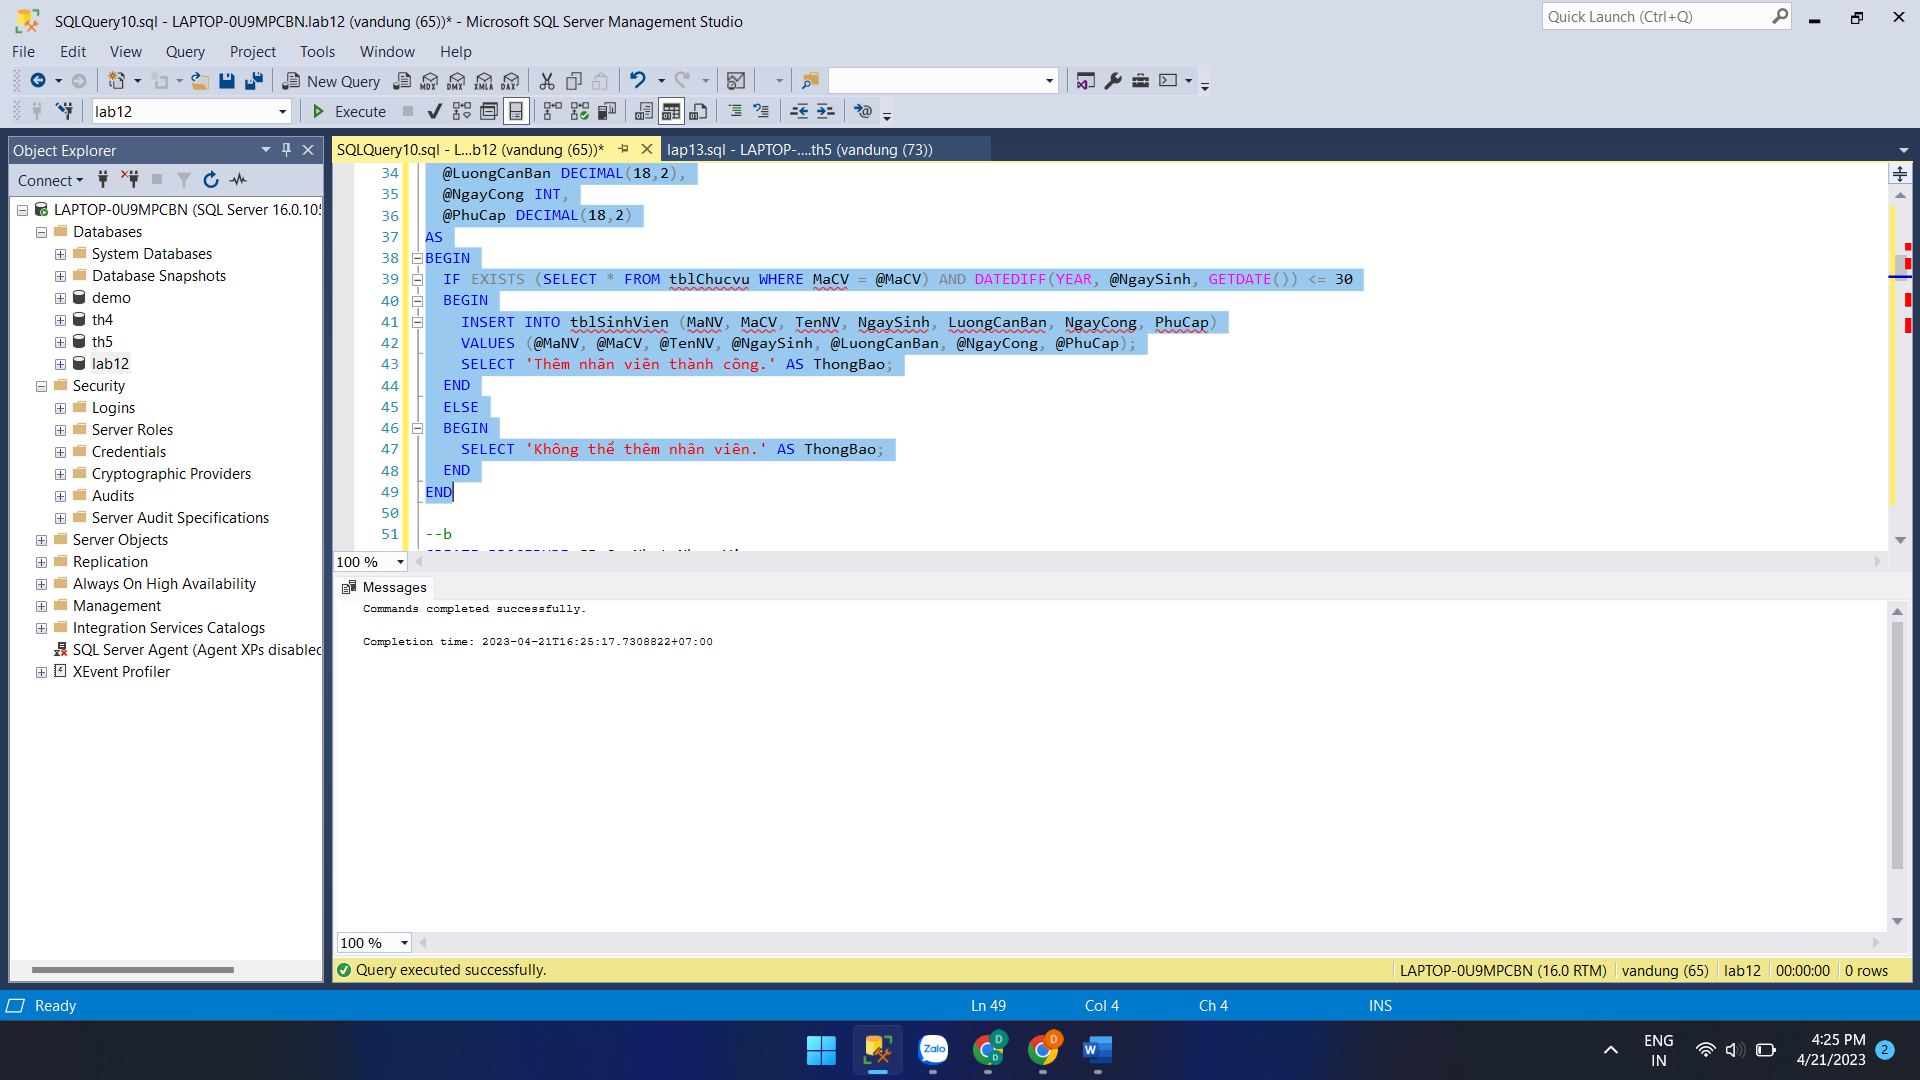 SQLQuery10.sql - LAPTOP-0U9MPCBN.lab12 (vandung (65))* - Microsoft SQL Server Management Studio
Quick Launch (Ctrl+Q)
File Edit View Query Project Tools Window Help
New Query
MDX DMX XMLA DAX
lab12
Execute
Object Explorer
Connect
LAPTOP-0U9MPCBN (SQL Server 16.0.105
Databases
System Databases
Database Snapshots
demo
th4
th5
lab12
Security
Logins
Server Roles
Credentials
Cryptographic Providers
Audits
Server Audit Specifications
Server Objects
Replication
Always On High Availability
Management
Integration Services Catalogs
SQL Server Agent (Agent XPs disabled
XEvent Profiler
SQLQuery10.sql - L...b12 (vandung (65))*
lap13.sql - LAPTOP-....th5 (vandung (73))
34 @LuongCanBan DECIMAL(18,2),
35 @NgayCong INT,
36 @PhuCap DECIMAL(18,2)
37 AS
38 BEGIN
39 IF EXISTS (SELECT * FROM tblChucvu WHERE MaCV = @MaCV) AND DATEDIFF(YEAR, @NgaySinh, GETDATE()) <= 30
40 BEGIN
41 INSERT INTO tblSinhVien (MaNV, MaCV, TenNV, NgaySinh, LuongCanBan, NgayCong, PhuCap)
42 VALUES (@MaNV, @MaCV, @TenNV, @NgaySinh, @LuongCanBan, @NgayCong, @PhuCap);
43 SELECT 'Thêm nhân viên thành công.' AS ThongBao;
44 END
45 ELSE
46 BEGIN
47 SELECT 'Không thể thêm nhân viên.' AS ThongBao;
48 END
49 END
50
51 --b
100 %
Messages
Commands completed successfully.
Completion time: 2023-04-21T16:25:17.7308822+07:00
100 %
Query executed successfully.
LAPTOP-0U9MPCBN (16.0 RTM) vandung (65) lab12 00:00:00 0 rows
Ready
Ln 49 Col 4 Ch 4 INS
Zalo
D
D
D
W
ENG
IN
4:25 PM
4/21/2023
2